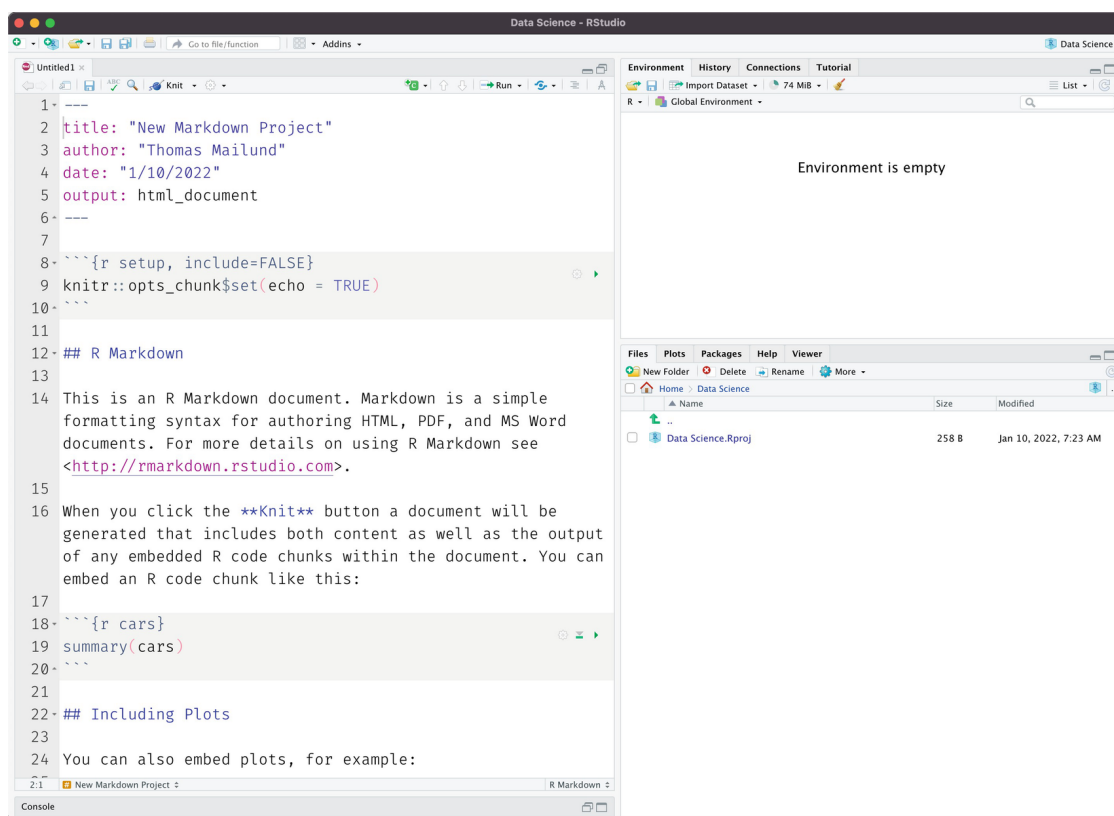 Data Science - RStudio
Go to file/function
Addins
Data Science
Untitled1
ABC
Knit
Run
1 ---
2 title: "New Markdown Project"
3 author: "Thomas Mailund"
4 date: "1/10/2022"
5 output: html_document
6 ---
7
8 ```{r setup, include=FALSE}
9 knitr::opts_chunk$set(echo = TRUE)
10 ```
11
12 ## R Markdown
13
14 This is an R Markdown document. Markdown is a simple
formatting syntax for authoring HTML, PDF, and MS Word
documents. For more details on using R Markdown see
<http://rmarkdown.rstudio.com>.
15
16 When you click the **Knit** button a document will be
generated that includes both content as well as the output
of any embedded R code chunks within the document. You can
embed an R code chunk like this:
17
18 ```{r cars}
19 summary(cars)
20 ```
21
22 ## Including Plots
23
24 You can also embed plots, for example:
2:1 New Markdown Project R Markdown
Console
Environment History Connections Tutorial
Import Dataset 74 MiB List
R Global Environment
Environment is empty
Files Plots Packages Help Viewer
New Folder Delete Rename More
Home Data Science
Name Size Modified
..
Data Science.Rproj 258 B Jan 10, 2022, 7:23 AM